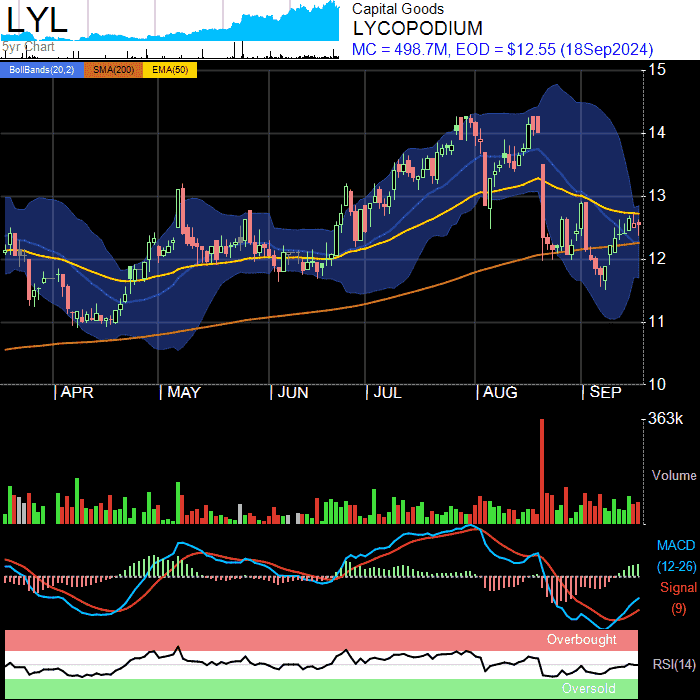 LYL
5yr Chart
Capital Goods
LYCOPODIUM
MC = 498.7M, EOD = $12.55 (18Sep2024)
BollBands(20,2) SMA(200) EMA(50)
15
14
13
12
11
10
APR MAY JUN JUL AUG SEP
363k
Volume
MACD
(12-26)
Signal
(9)
Overbought
RSI(14)
Oversold